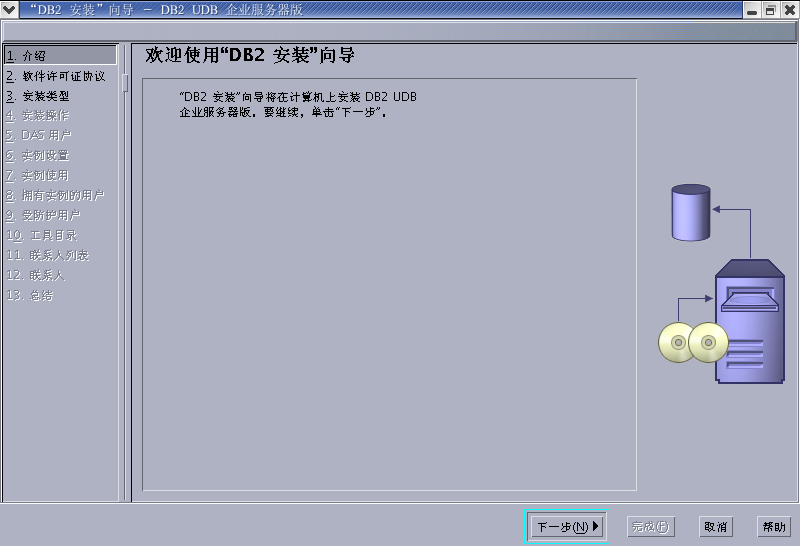 “DB2 安装”向导 － DB2 UDB 企业服务器版
1. 介绍
2. 软件许可证协议
3. 安装类型
4. 安装操作
5. DAS 用户
6. 实例设置
7. 实例使用
8. 拥有实例的用户
9. 受防护用户
10. 工具目录
11. 联系人列表
12. 联系人
13. 总结
欢迎使用“DB2 安装”向导
“DB2 安装”向导将在计算机上安装 DB2 UDB
企业服务器版。要继续，单击“下一步”。
下一步(N)
完成(F)
取消
帮助